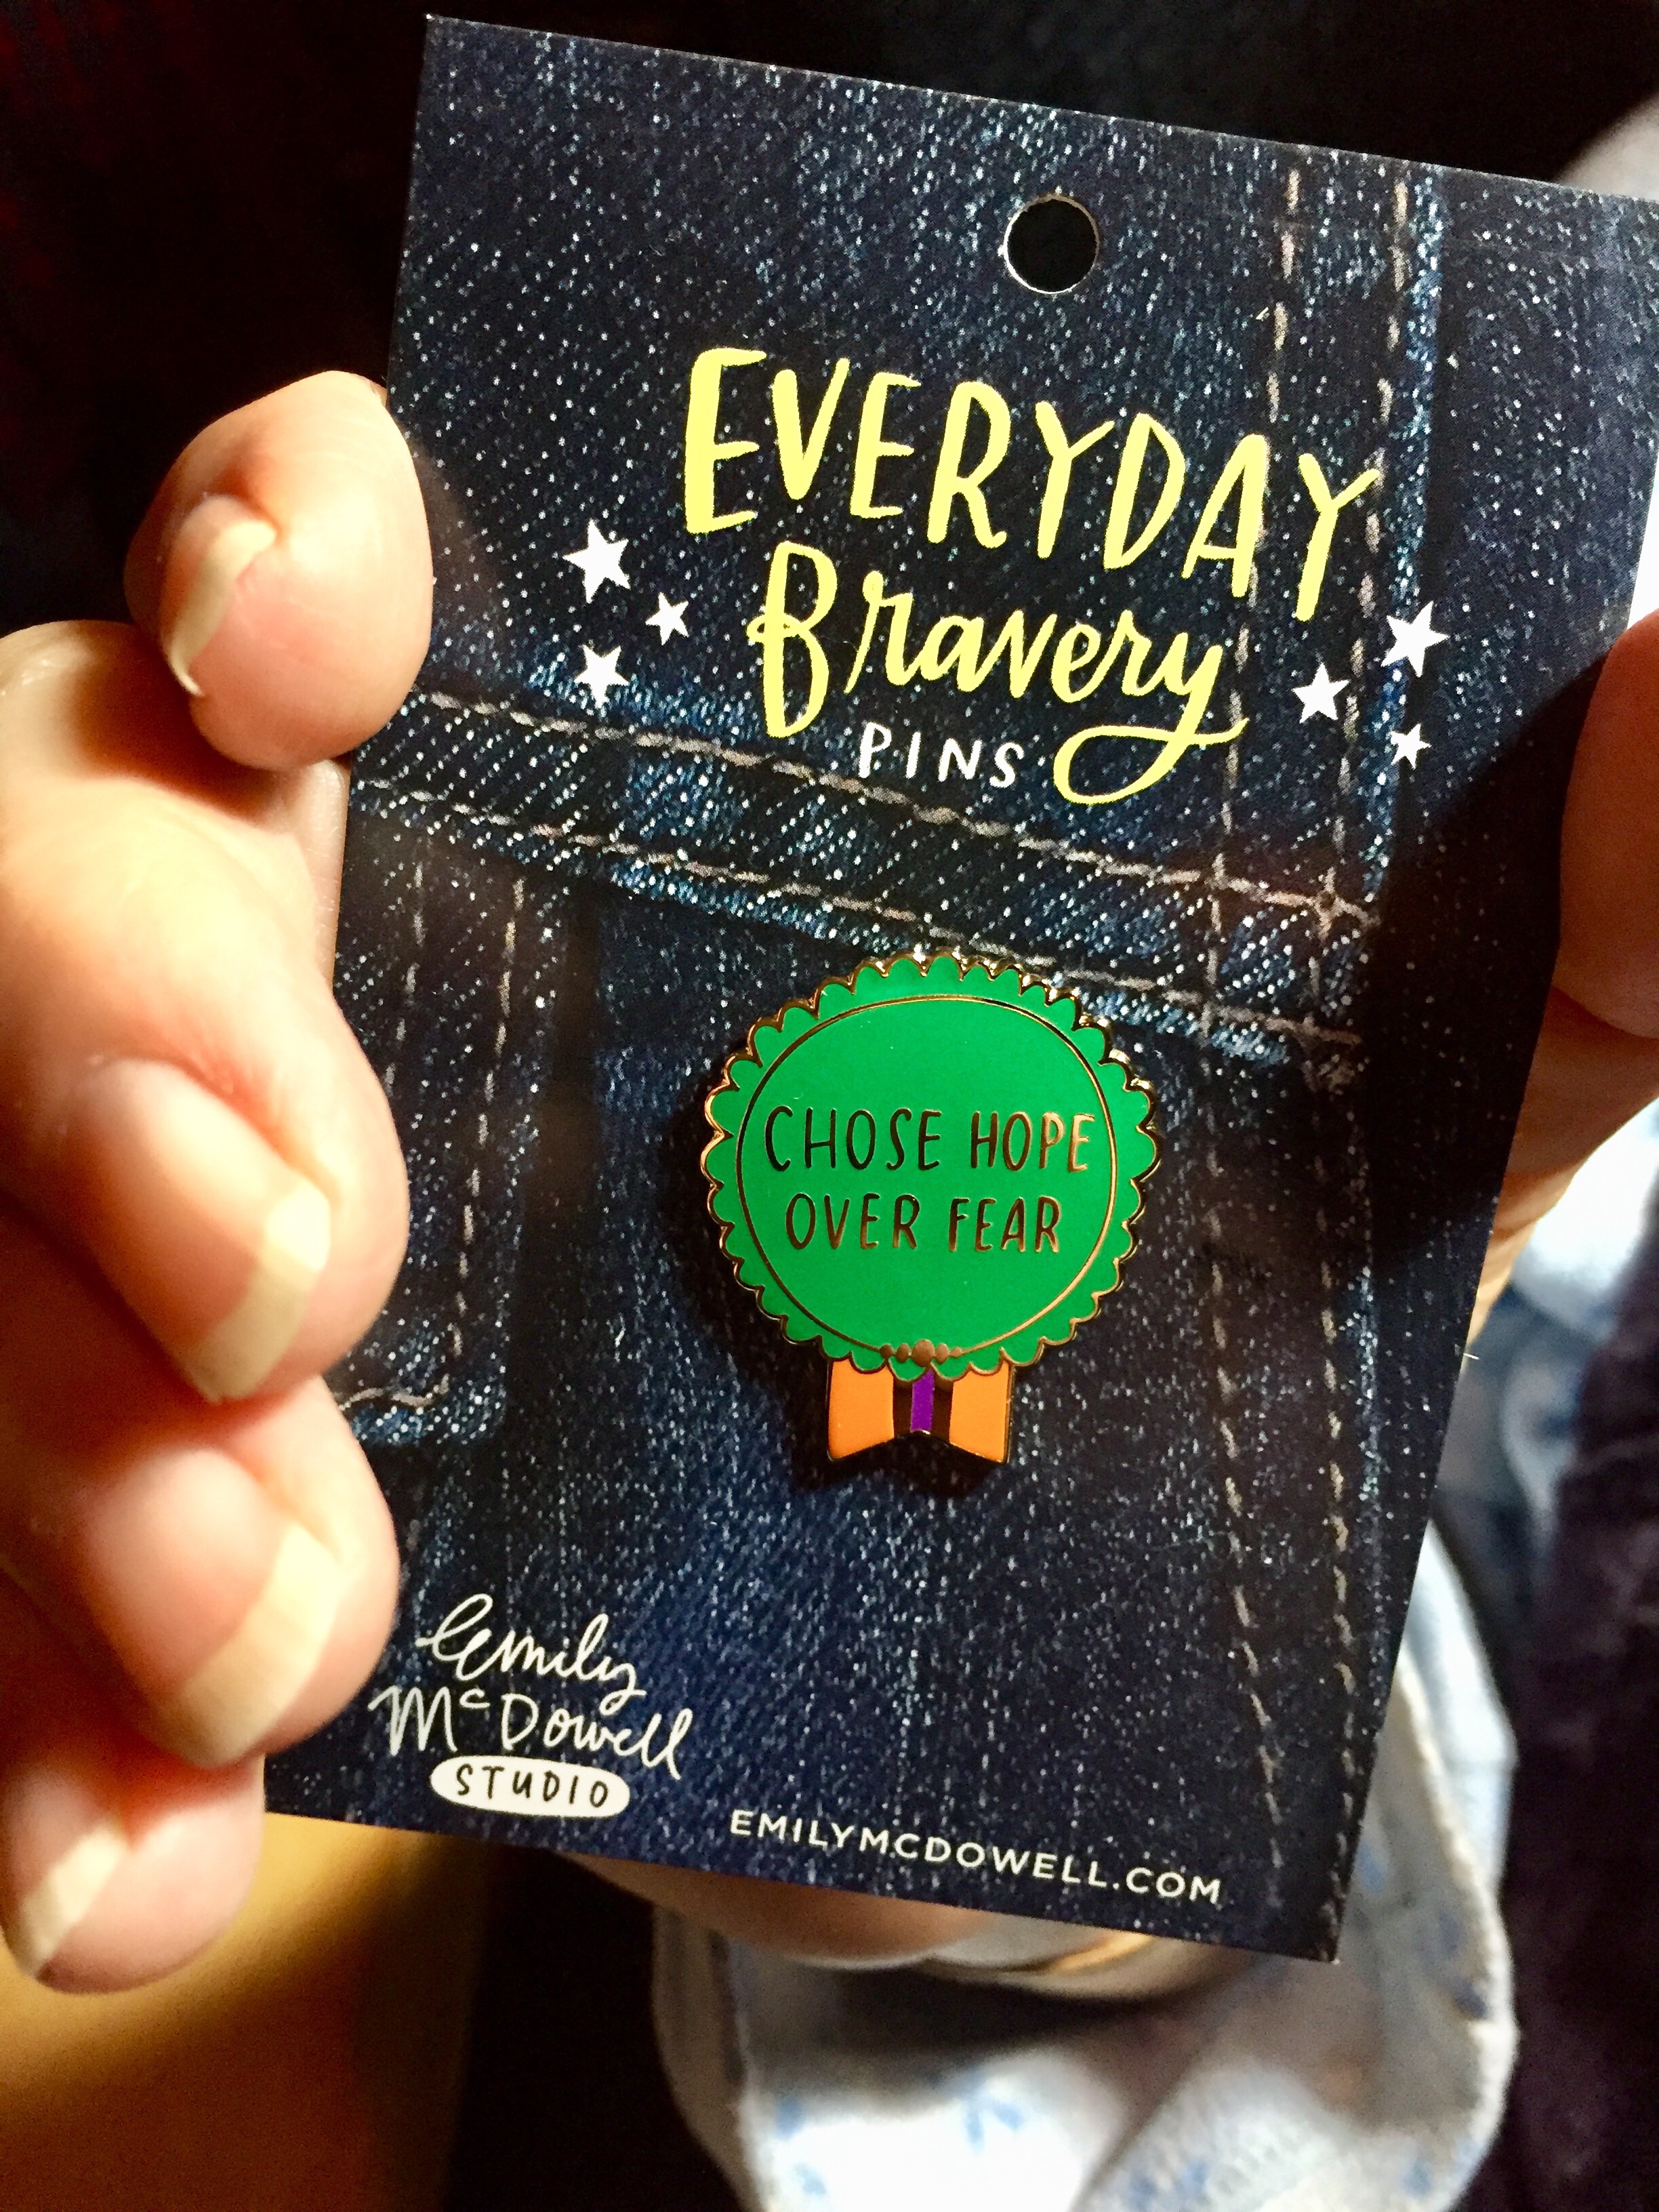 EVERYDAY
Bravery
PINS
CHOSE HOPE
OVER FEAR
Emily
McDowell
STUDIO
EMILYMCDOWELL.COM